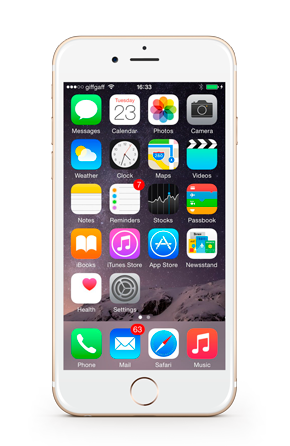 giffgaff 16:33
Tuesday
23
Messages Calendar Photos Camera
280
Weather Clock Maps Videos
7
Notes Reminders Stocks Passbook
iBooks iTunes Store App Store Newsstand
Health Settings
63
Phone Mail Safari Music